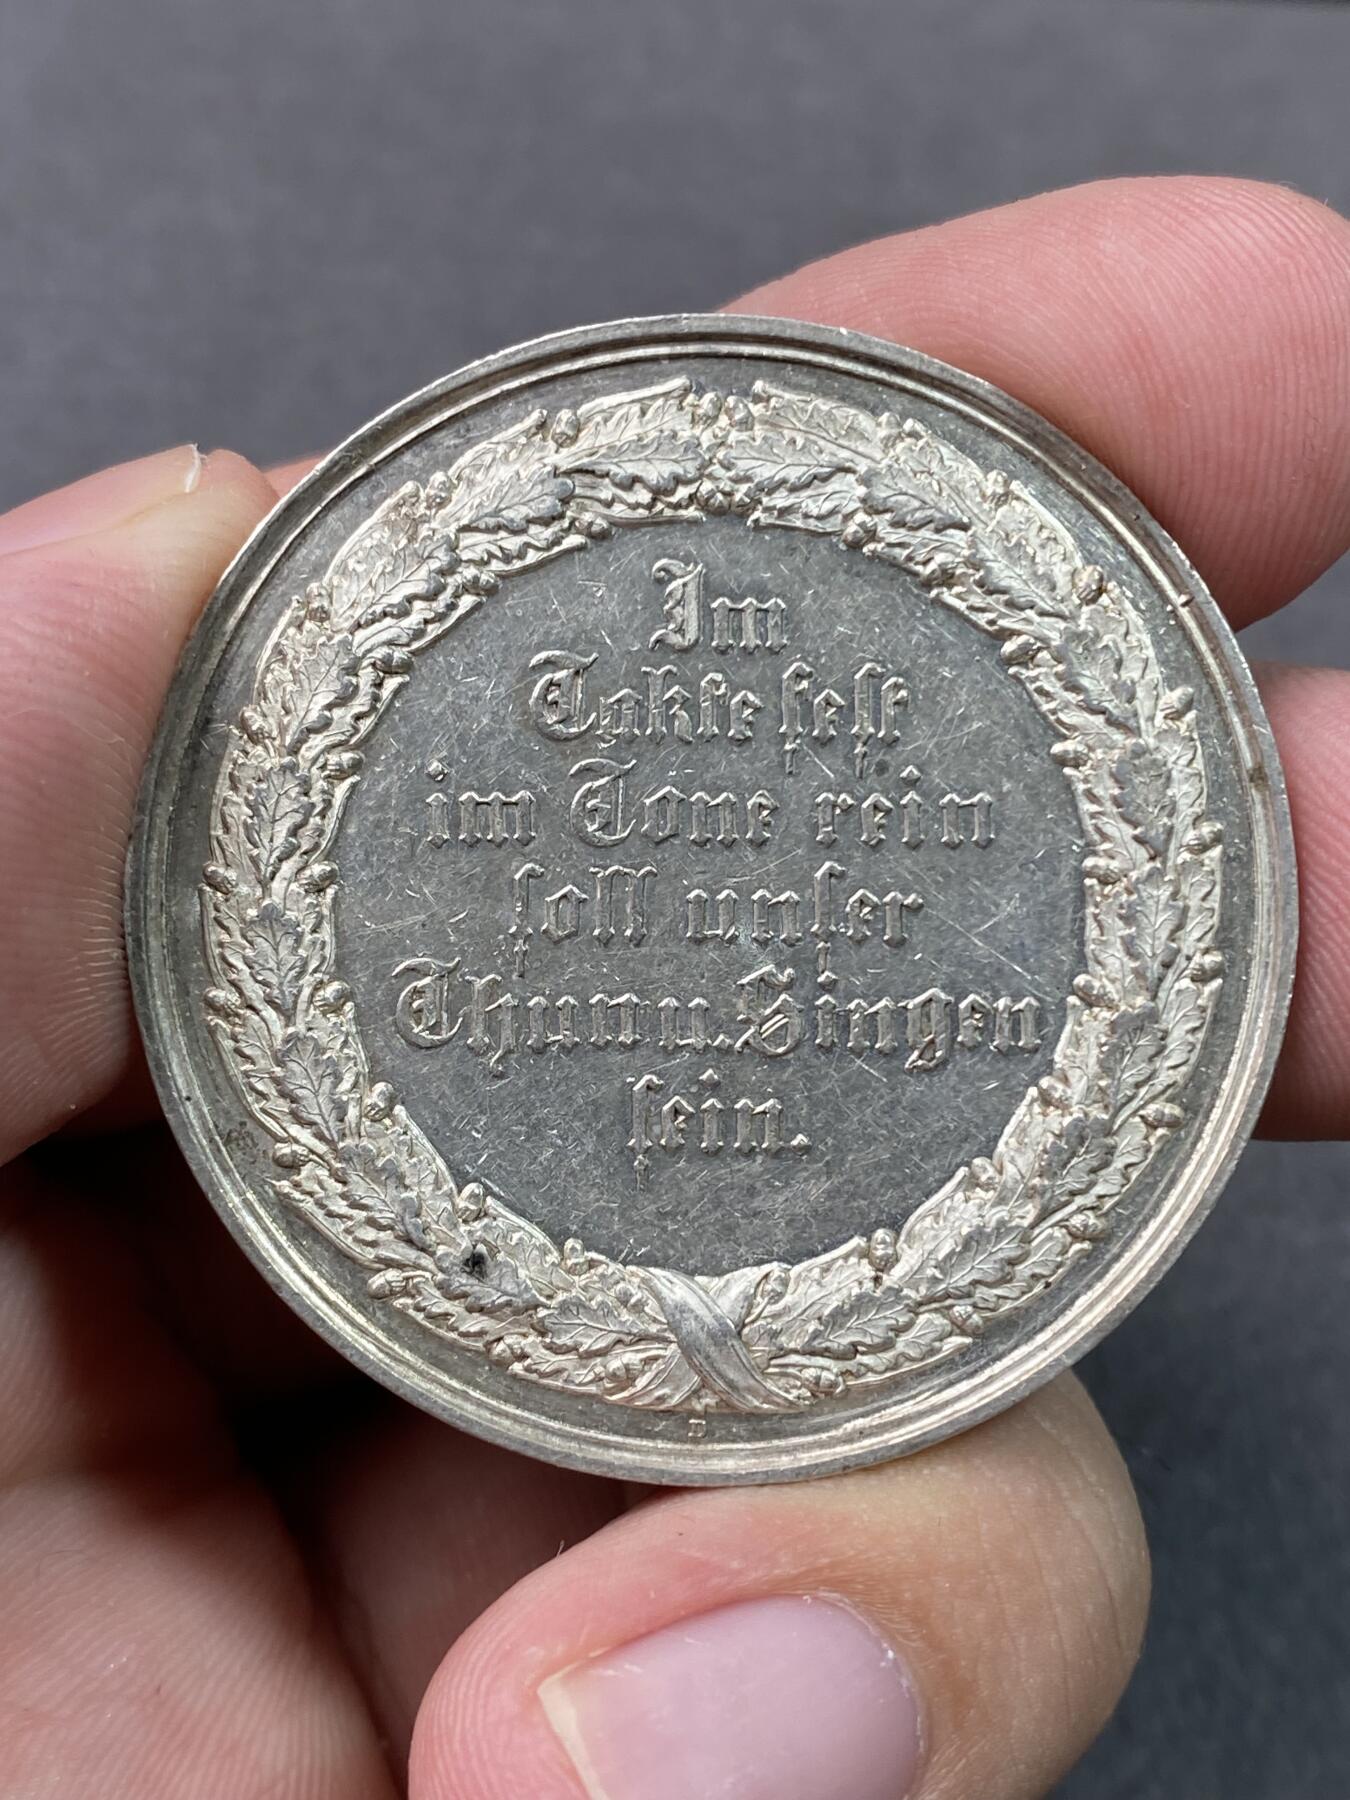 Im
Takte fest
im Tone rein
soll unser
Thun u. Singen
sein.
B